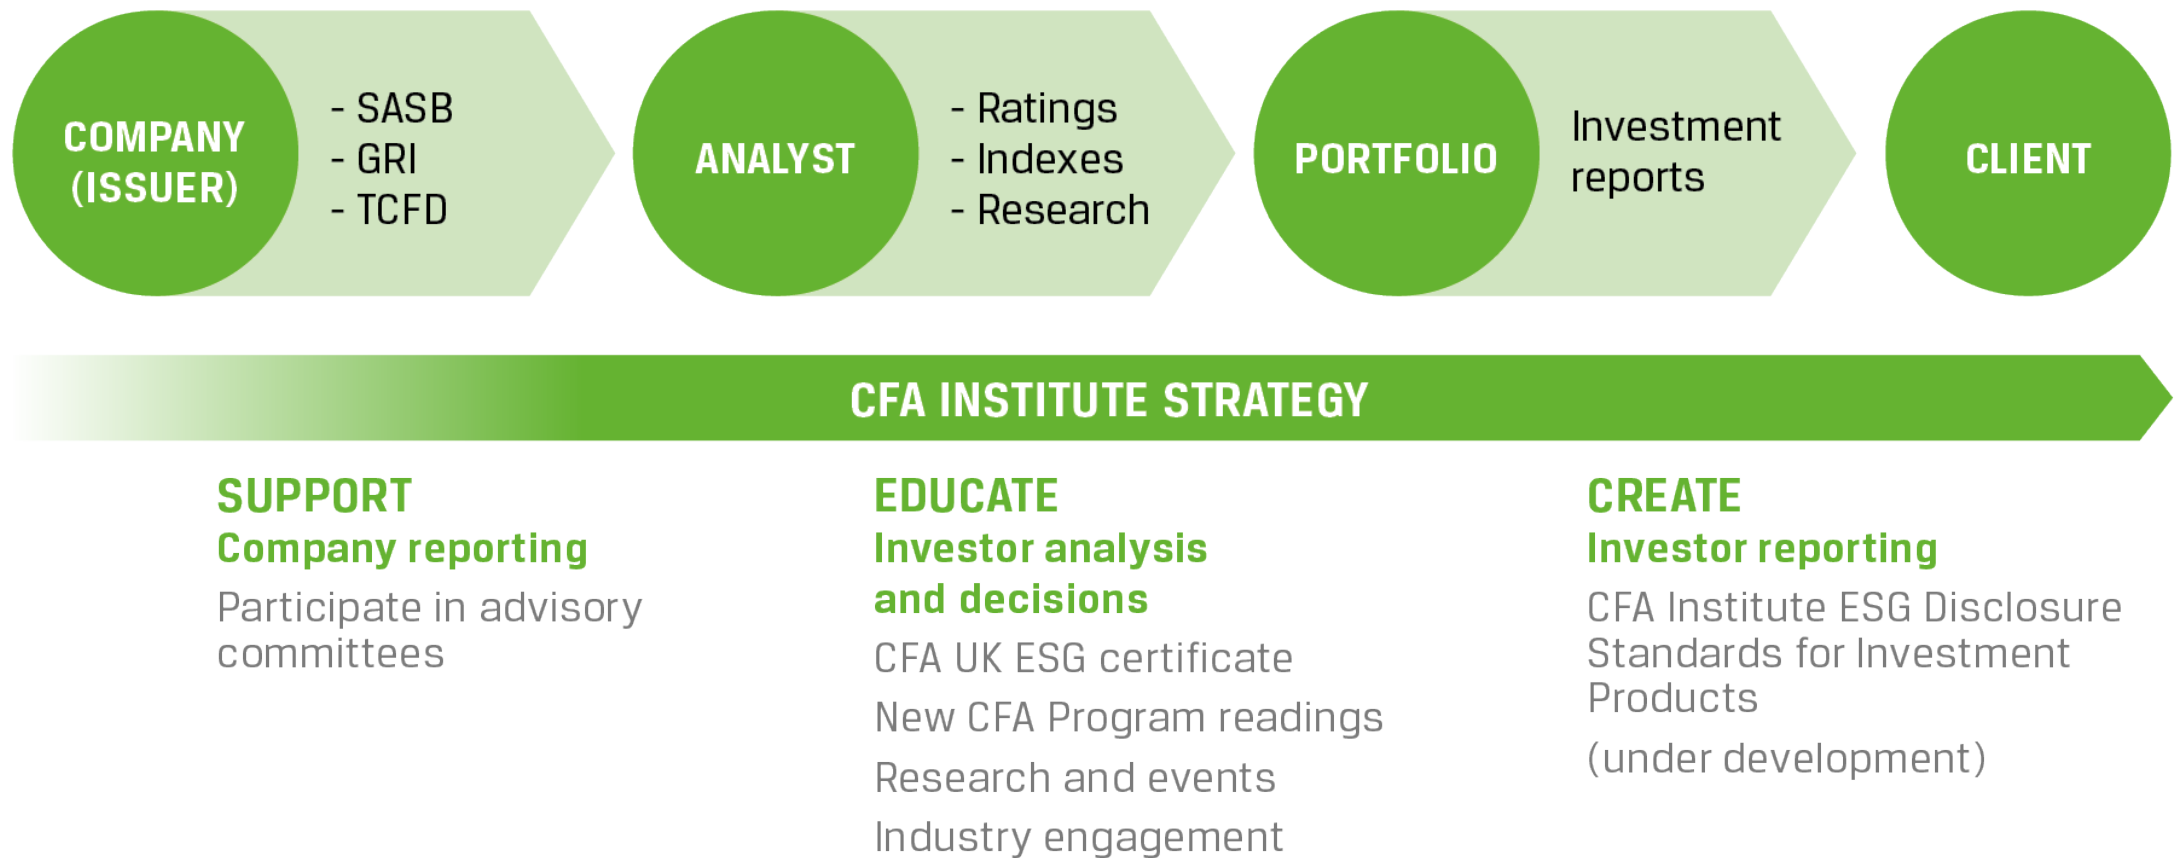 COMPANY
(ISSUER)
- SASB
- GRI
- TCFD
ANALYST
- Ratings
- Indexes
- Research
PORTFOLIO
Investment
reports
CLIENT
CFA INSTITUTE STRATEGY
SUPPORT
Company reporting
Participate in advisory
committees
EDUCATE
Investor analysis
and decisions
CFA UK ESG certificate
New CFA Program readings
Research and events
Industry engagement
CREATE
Investor reporting
CFA Institute ESG Disclosure
Standards for Investment
Products
(under development)